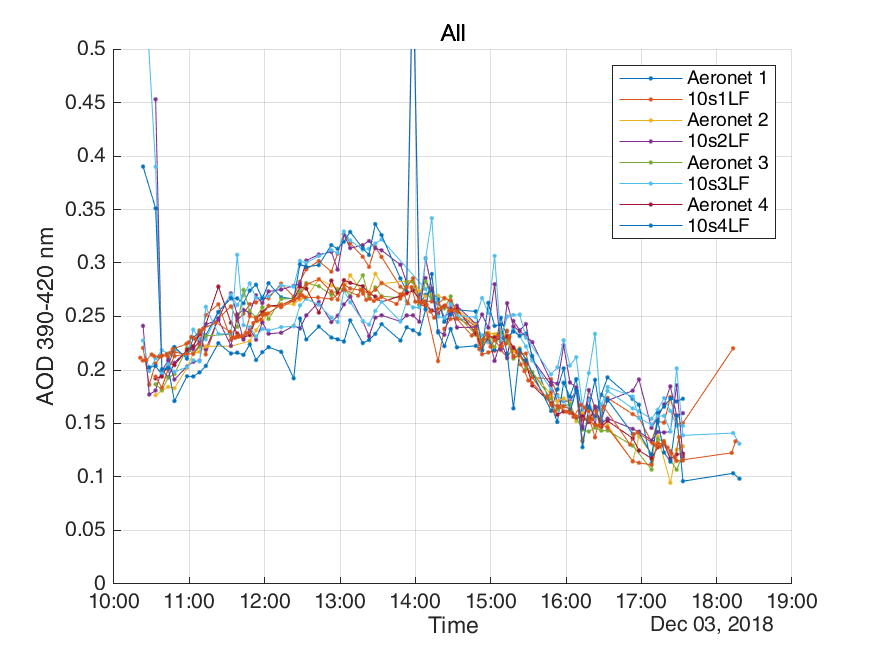 All
0.5
0.45
0.4
0.35
0.3
0.25
0.2
0.15
0.1
0.05
0
AOD 390-420 nm
Aeronet 1
10s1LF
Aeronet 2
10s2LF
Aeronet 3
10s3LF
Aeronet 4
10s4LF
10:00 11:00 12:00 13:00 14:00 15:00 16:00 17:00 18:00 19:00
Time
Dec 03, 2018